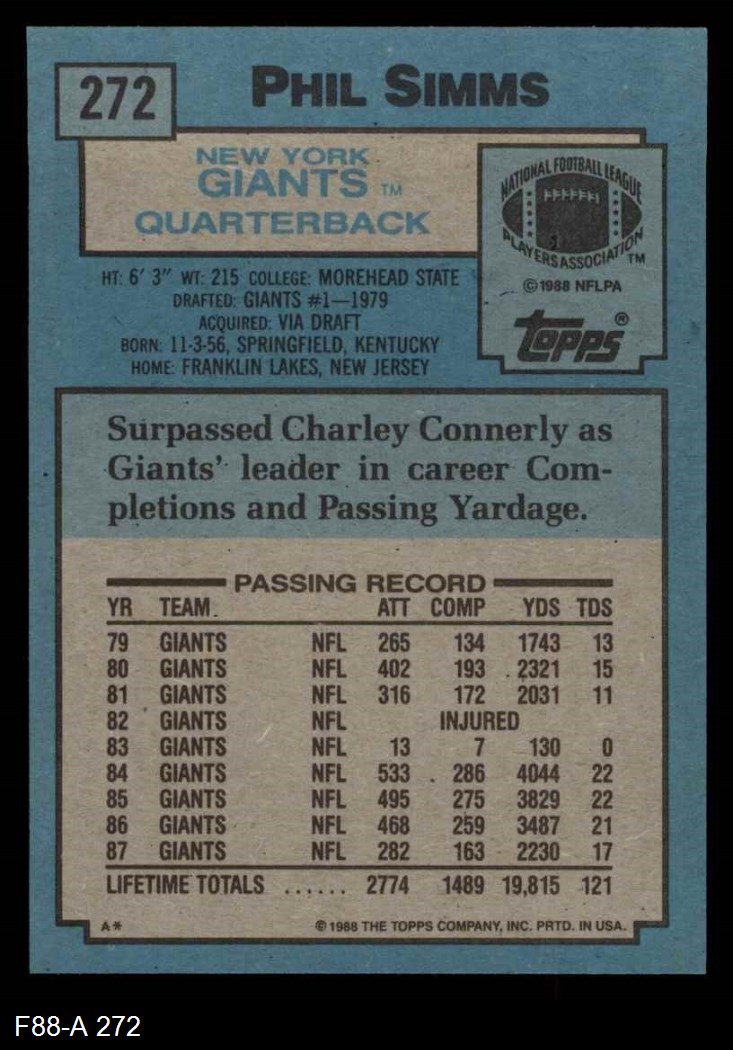 272
PHIL SIMMS
NEW YORK
GIANTS TM
QUARTERBACK
NATIONAL FOOTBALL LEAGUE
PLAYERS ASSOCIATION TM
©1988 NFLPA
topps®
HT: 6' 3" WT: 215 COLLEGE: MOREHEAD STATE
DRAFTED: GIANTS #1—1979
ACQUIRED: VIA DRAFT
BORN: 11-3-56, SPRINGFIELD, KENTUCKY
HOME: FRANKLIN LAKES, NEW JERSEY
Surpassed Charley Connerly as
Giants' leader in career Com-
pletions and Passing Yardage.
PASSING RECORD
YR TEAM ATT COMP YDS TDS
79 GIANTS NFL 265 134 1743 13
80 GIANTS NFL 402 193 2321 15
81 GIANTS NFL 316 172 2031 11
82 GIANTS NFL INJURED
83 GIANTS NFL 13 7 130 0
84 GIANTS NFL 533 286 4044 22
85 GIANTS NFL 495 275 3829 22
86 GIANTS NFL 468 259 3487 21
87 GIANTS NFL 282 163 2230 17
LIFETIME TOTALS ...... 2774 1489 19,815 121
A* ©1988 THE TOPPS COMPANY, INC. PRTD. IN USA.
F88-A 272